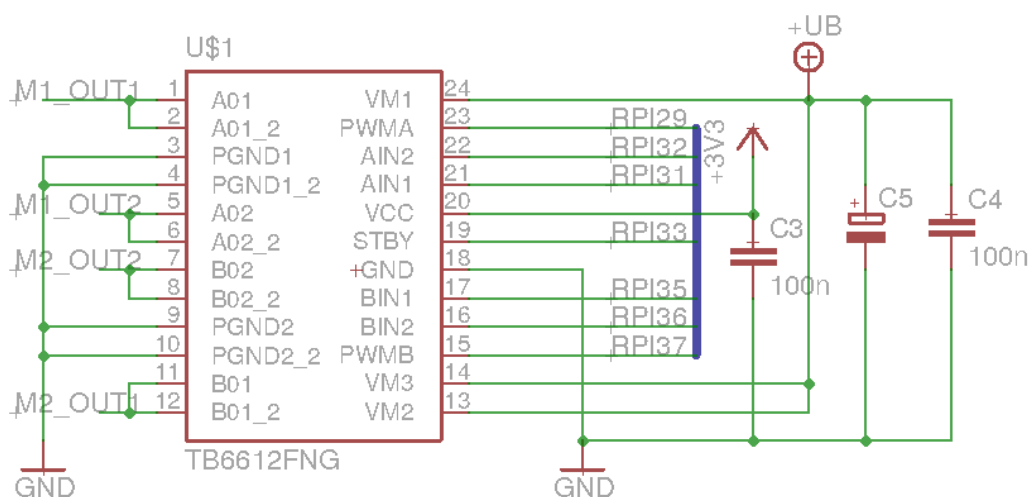 +UB
U$1
M1_OUT1 1 A01 VM1 24
2 A01_2 PWMA 23 RPI29
3 PGND1 AIN2 22 RPI32
4 PGND1_2 AIN1 21 RPI31
+3V3
M1_OUT2 5 A02 VCC 20
6 A02_2 STBY 19 RPI33
C3
100n
C5
C4
100n
M2_OUT2 7 B02 GND 18
8 B02_2 BIN1 17 RPI35
9 PGND2 BIN2 16 RPI36
10 PGND2_2 PWMB 15 RPI37
11 B01 VM3 14
M2_OUT1 12 B01_2 VM2 13
TB6612FNG
GND
GND